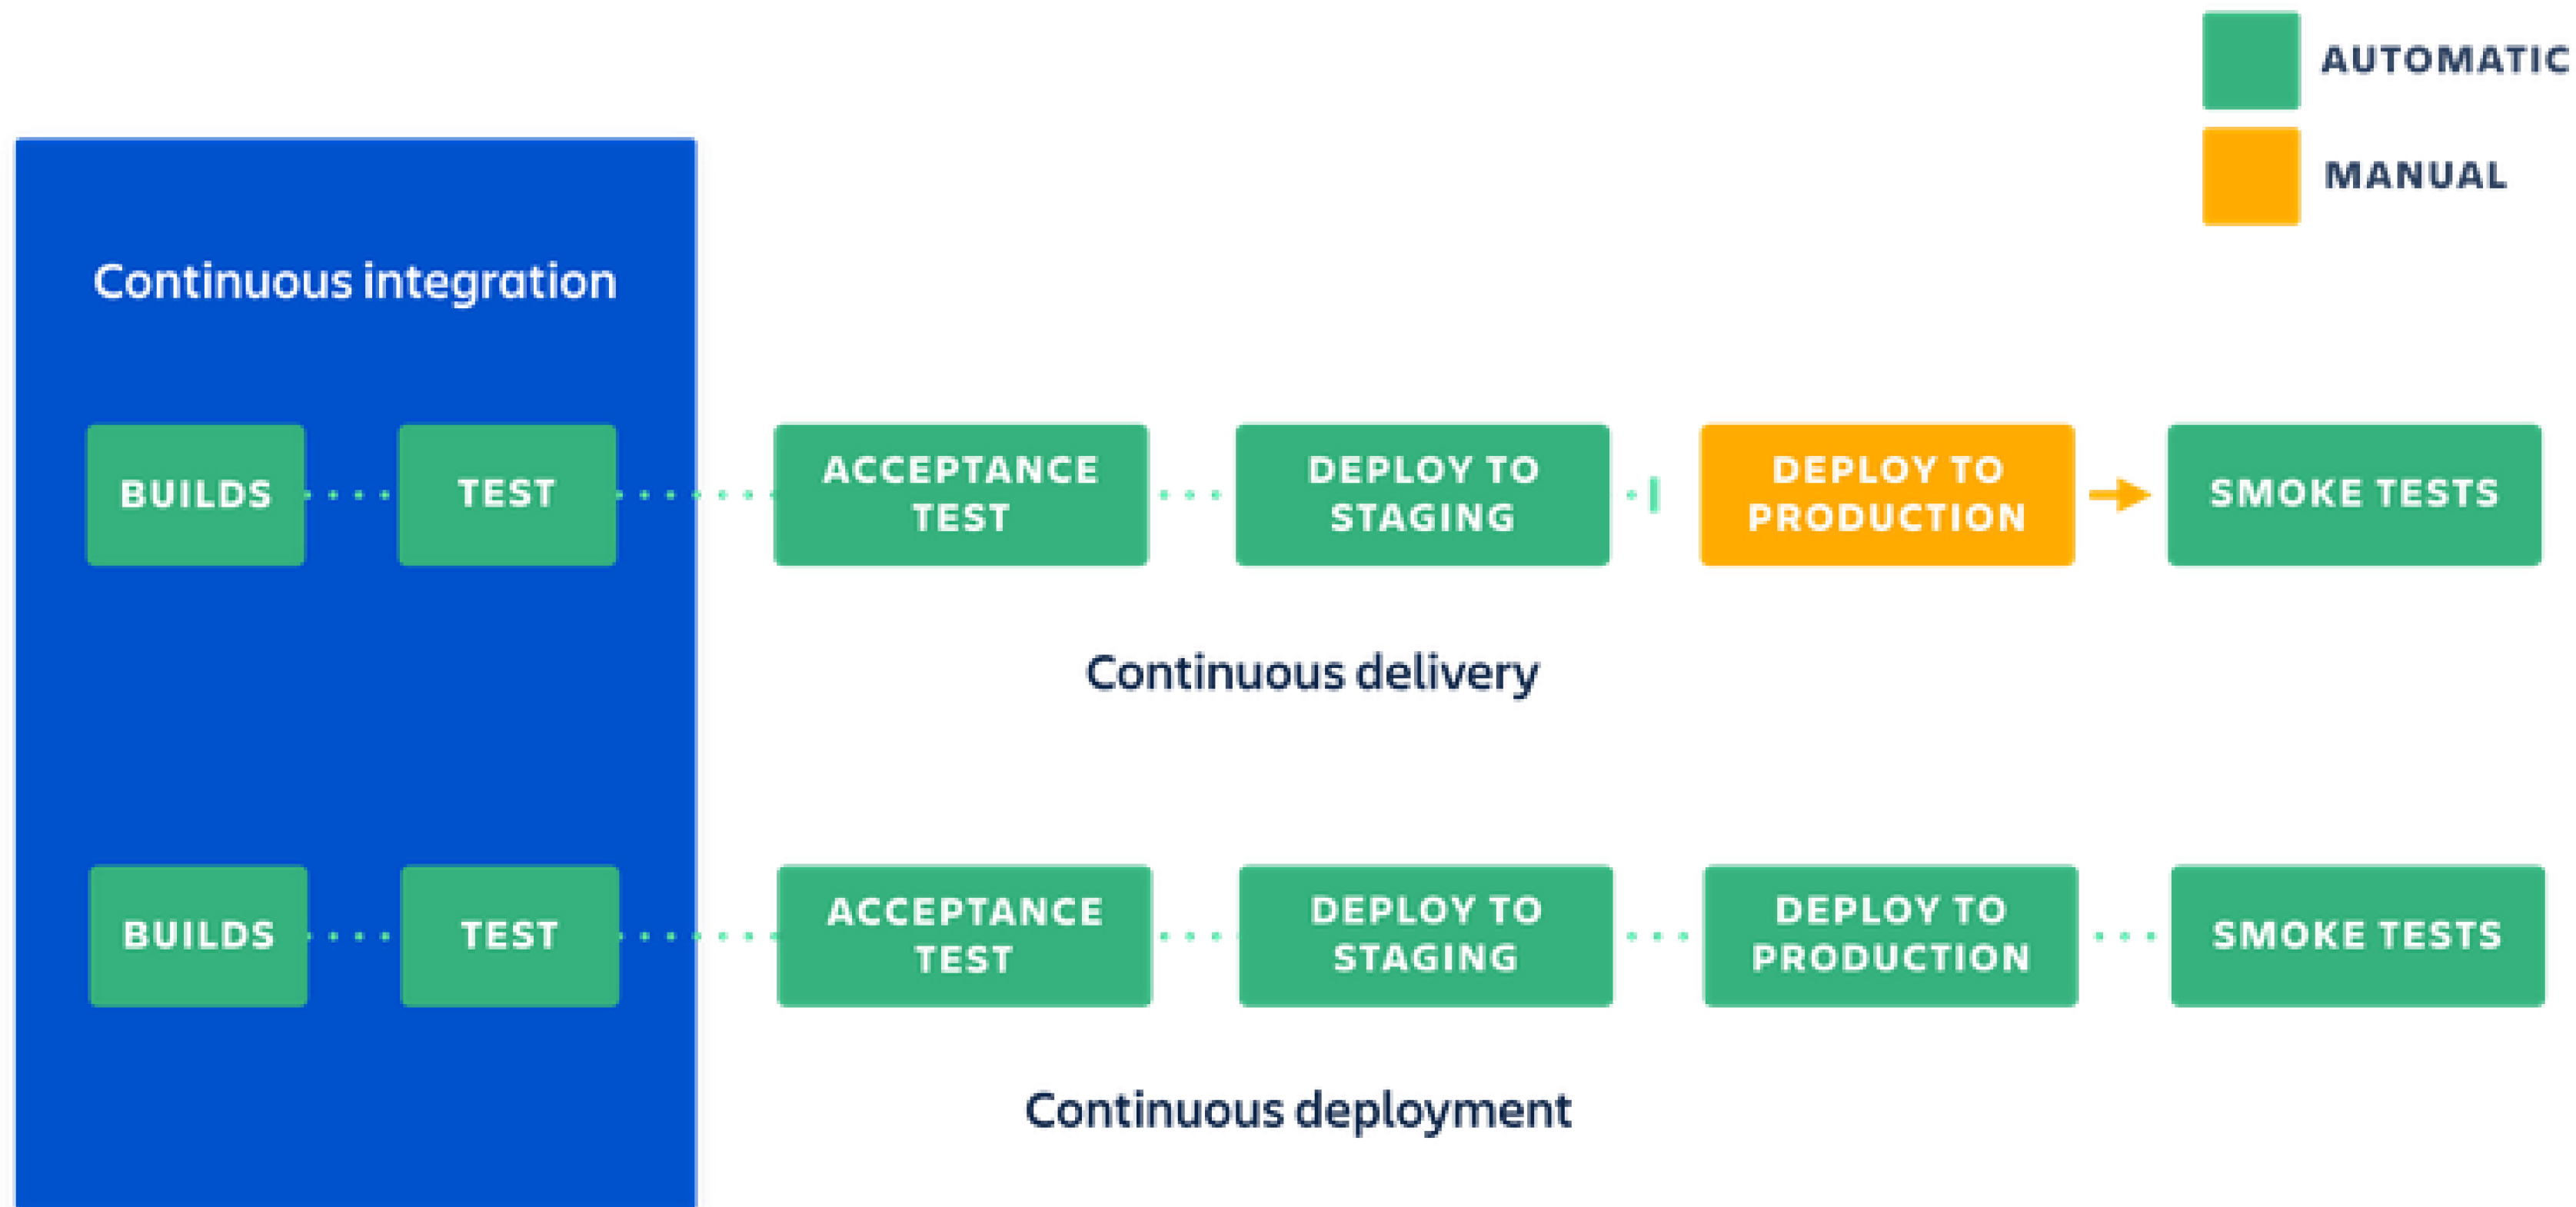 AUTOMATIC
MANUAL
Continuous integration
BUILDS
TEST
ACCEPTANCE
TEST
DEPLOY TO
STAGING
DEPLOY TO
PRODUCTION
SMOKE TESTS
Continuous delivery
BUILDS
TEST
ACCEPTANCE
TEST
DEPLOY TO
STAGING
DEPLOY TO
PRODUCTION
SMOKE TESTS
Continuous deployment